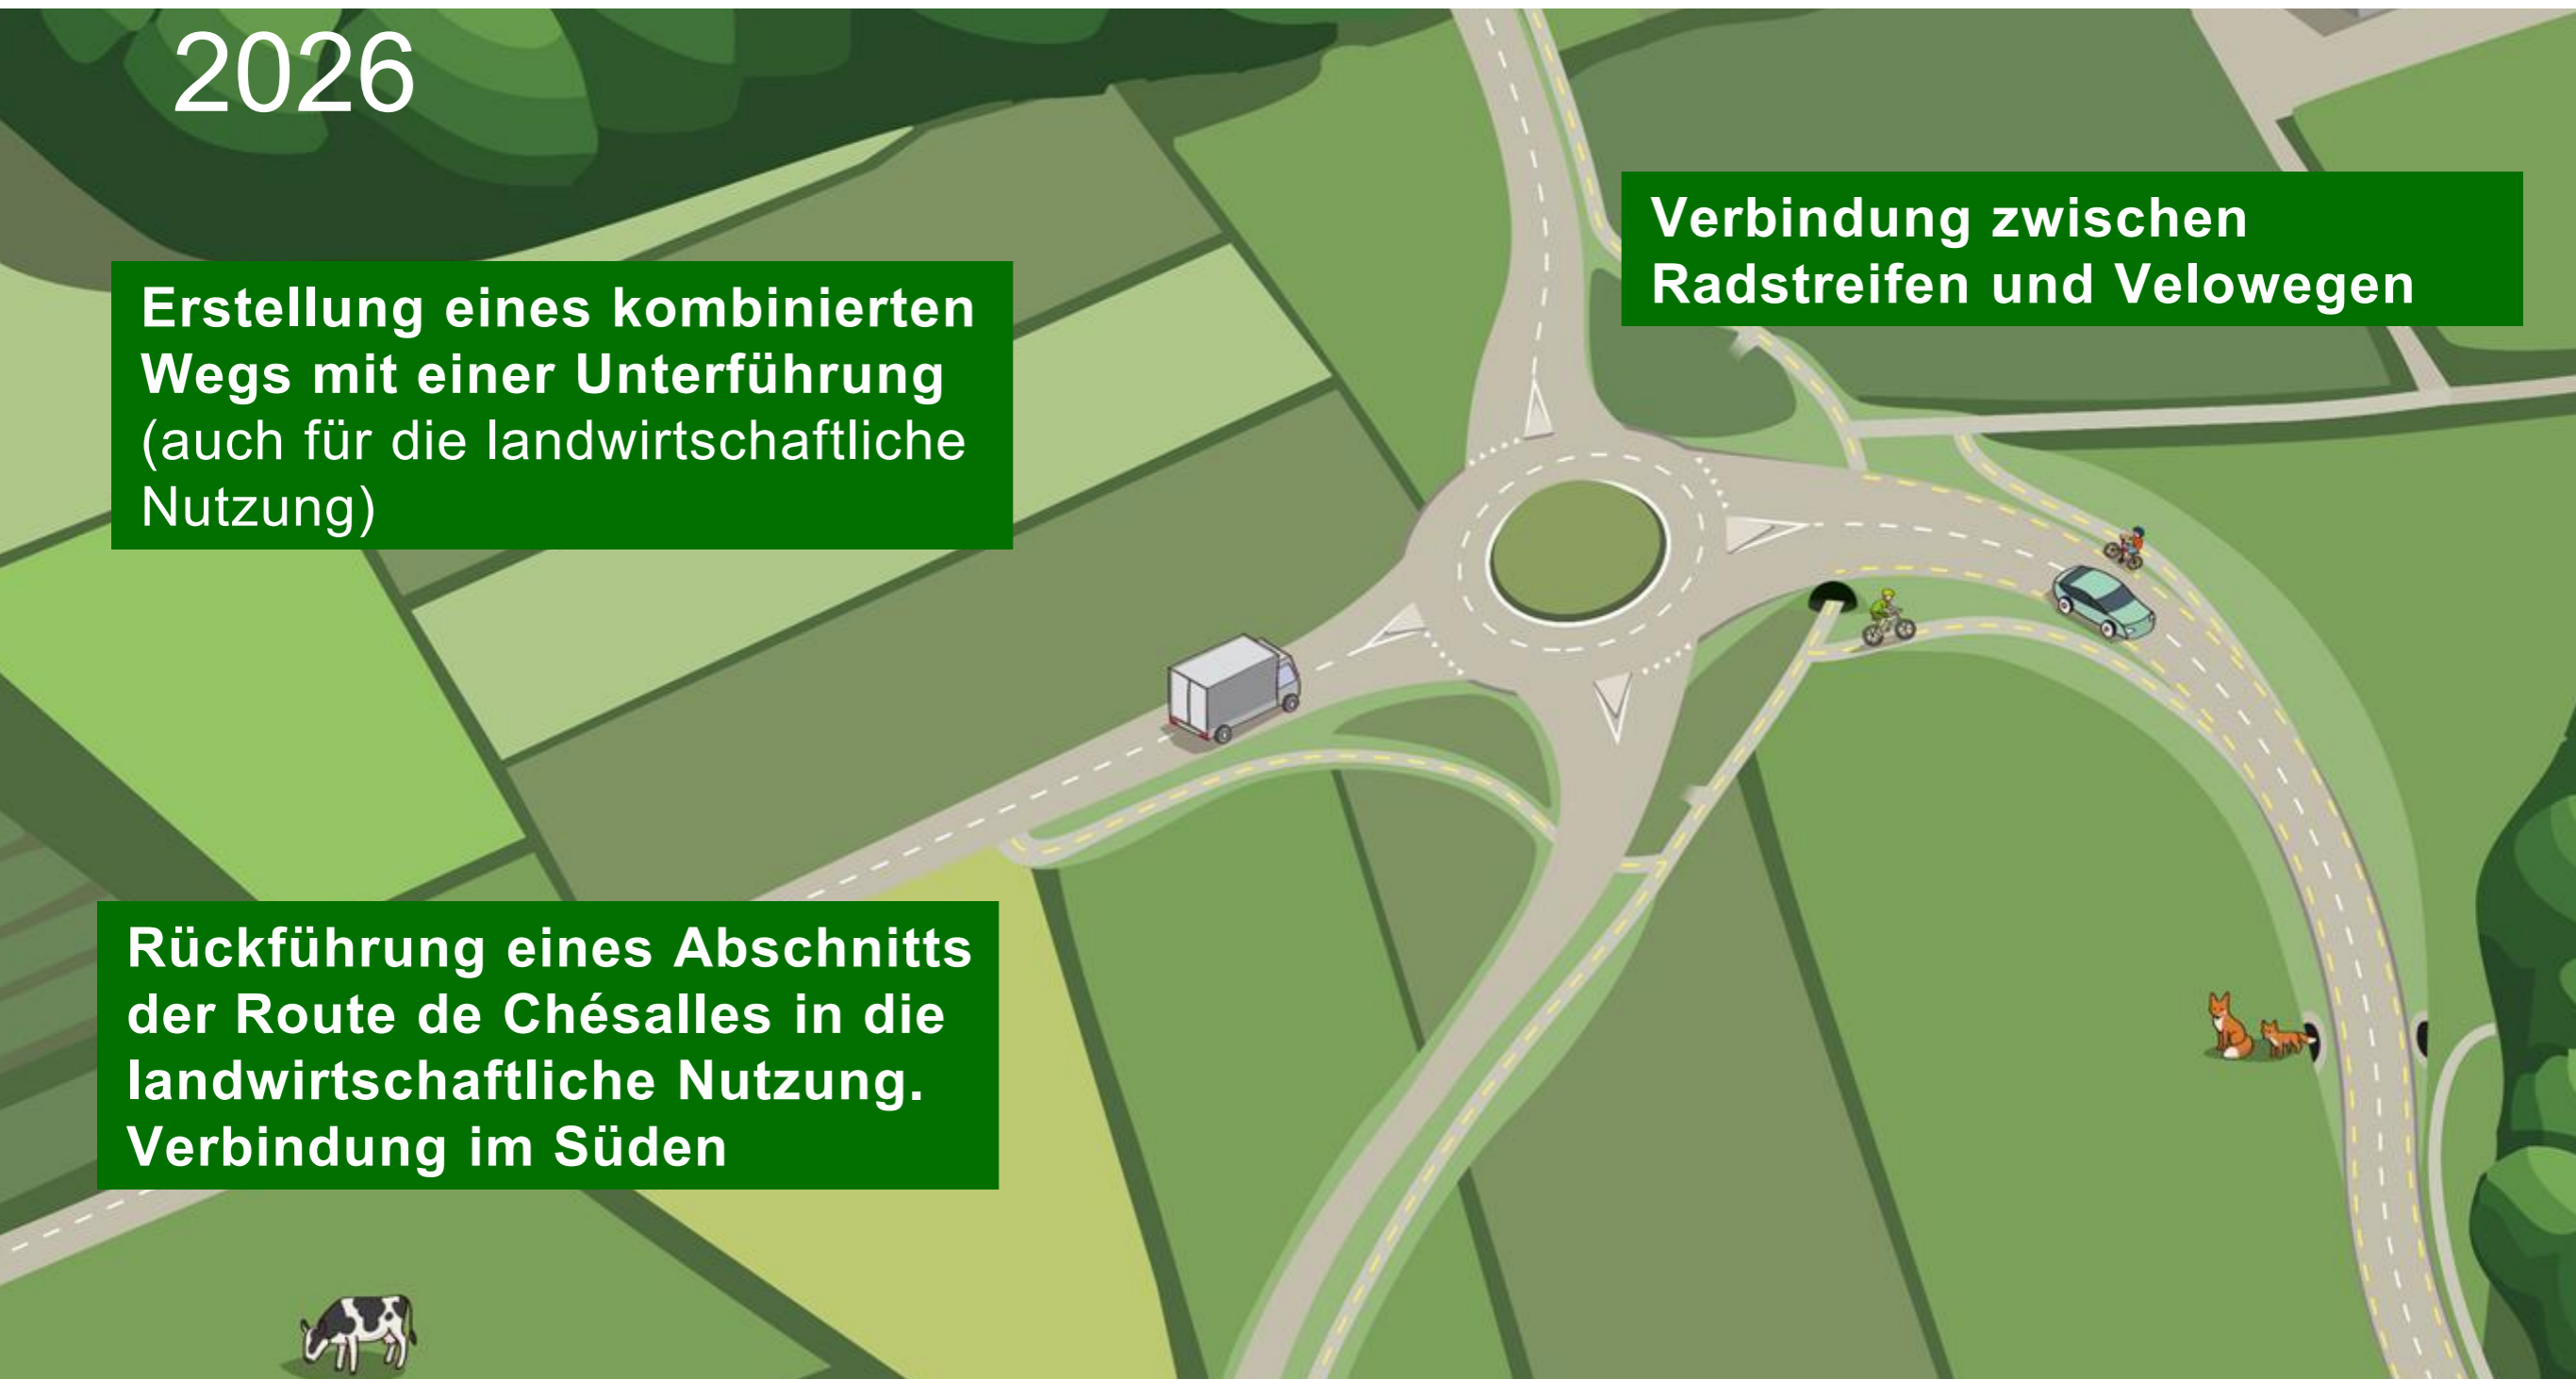 2026
Verbindung zwischen
Radstreifen und Velowegen
Erstellung eines kombinierten
Wegs mit einer Unterführung
(auch für die landwirtschaftliche
Nutzung)
Rückführung eines Abschnitts
der Route de Chésalles in die
landwirtschaftliche Nutzung.
Verbindung im Süden